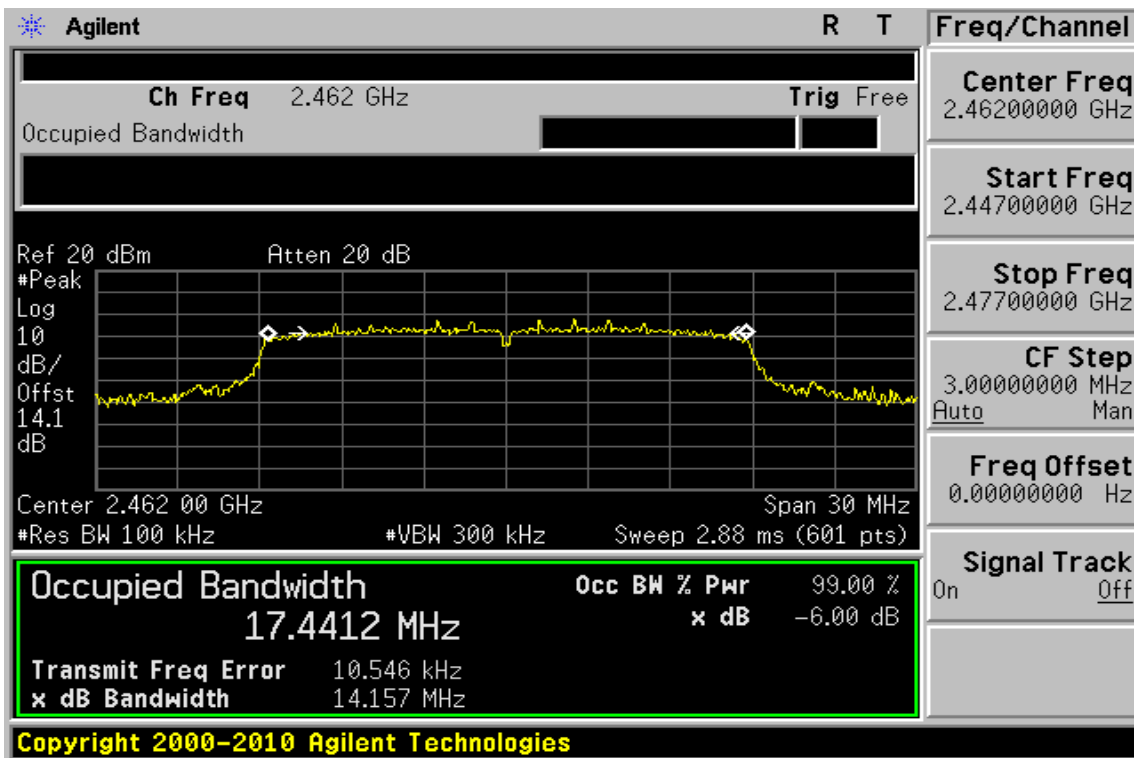 Agilent R T
Ch Freq 2.462 GHz Trig Free
Occupied Bandwidth
Ref 20 dBm Atten 20 dB
#Peak
Log
10
dB/
Offst
14.1
dB
Center 2.462 00 GHz Span 30 MHz
#Res BW 100 kHz #VBW 300 kHz Sweep 2.88 ms (601 pts)
Occupied Bandwidth
17.4412 MHz
Occ BW % Pwr 99.00 %
x dB -6.00 dB
Transmit Freq Error 10.546 kHz
x dB Bandwidth 14.157 MHz
Copyright 2000-2010 Agilent Technologies
Freq/Channel
Center Freq
2.46200000 GHz
Start Freq
2.44700000 GHz
Stop Freq
2.47700000 GHz
CF Step
3.00000000 MHz
Auto Man
Freq Offset
0.00000000 Hz
Signal Track
On Off